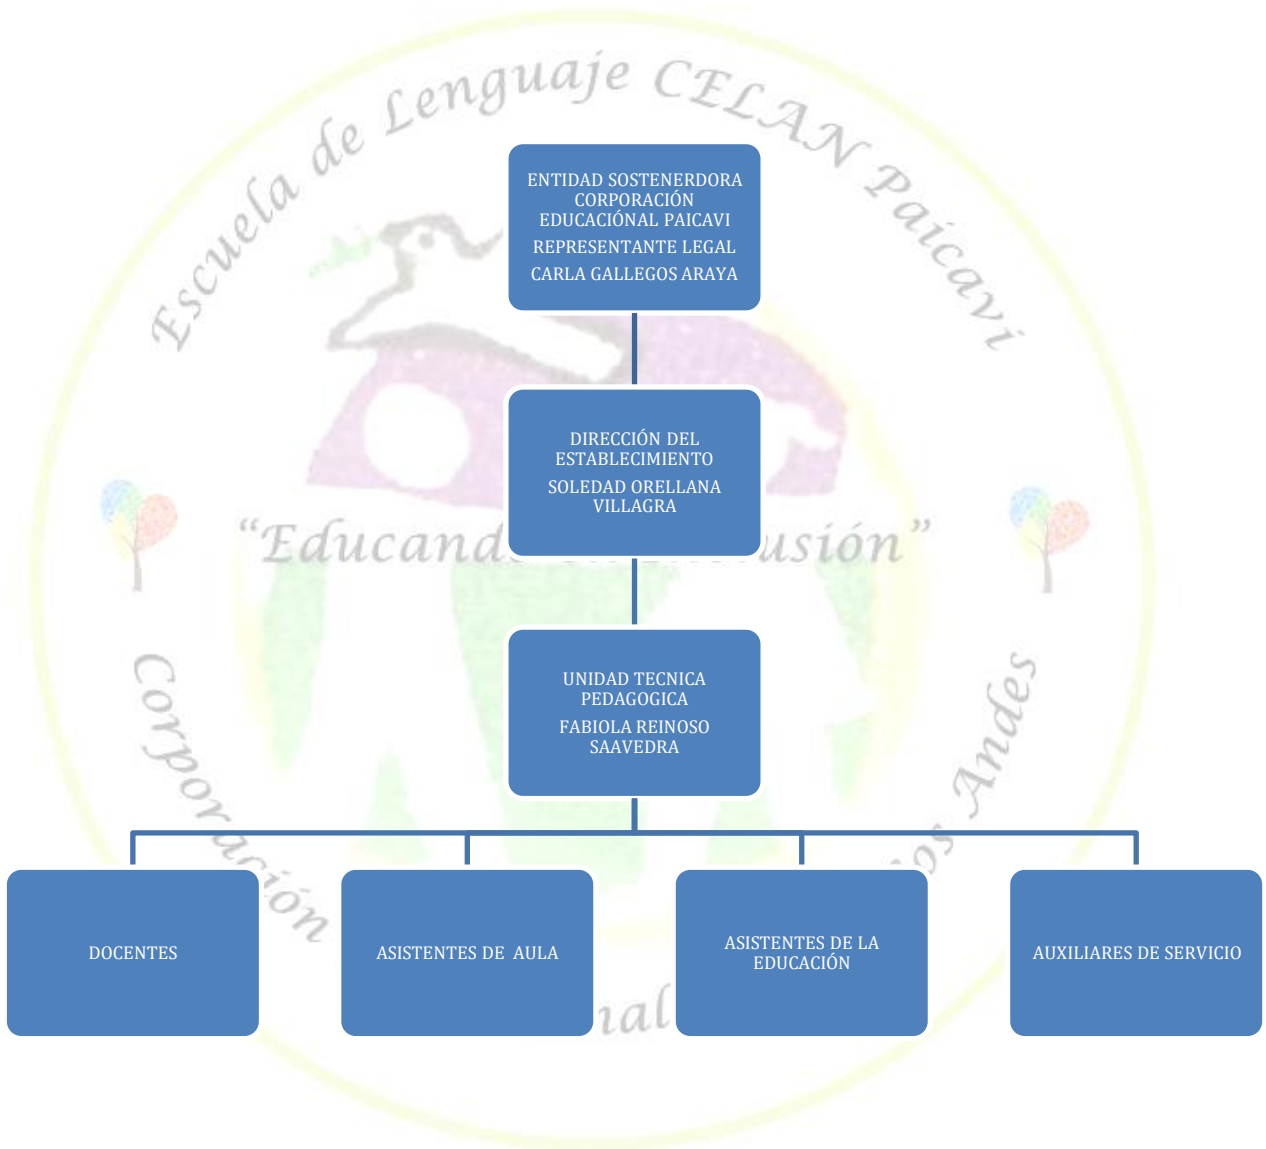 Escuela de Lenguaje CELAN Paicavi
ENTIDAD SOSTENERDORA
CORPORACIÓN
EDUCACIÓNAL PAICAVI
REPRESENTANTE LEGAL
CARLA GALLEGOS ARAYA
DIRECCIÓN DEL
ESTABLECIMIENTO
SOLEDAD ORELLANA
VILLAGRA
UNIDAD TECNICA
PEDAGOGICA
FABIOLA REINOSO
SAAVEDRA
Corporación
Andes
DOCENTES
ASISTENTES DE AULA
ASISTENTES DE LA
EDUCACIÓN
AUXILIARES DE SERVICIO